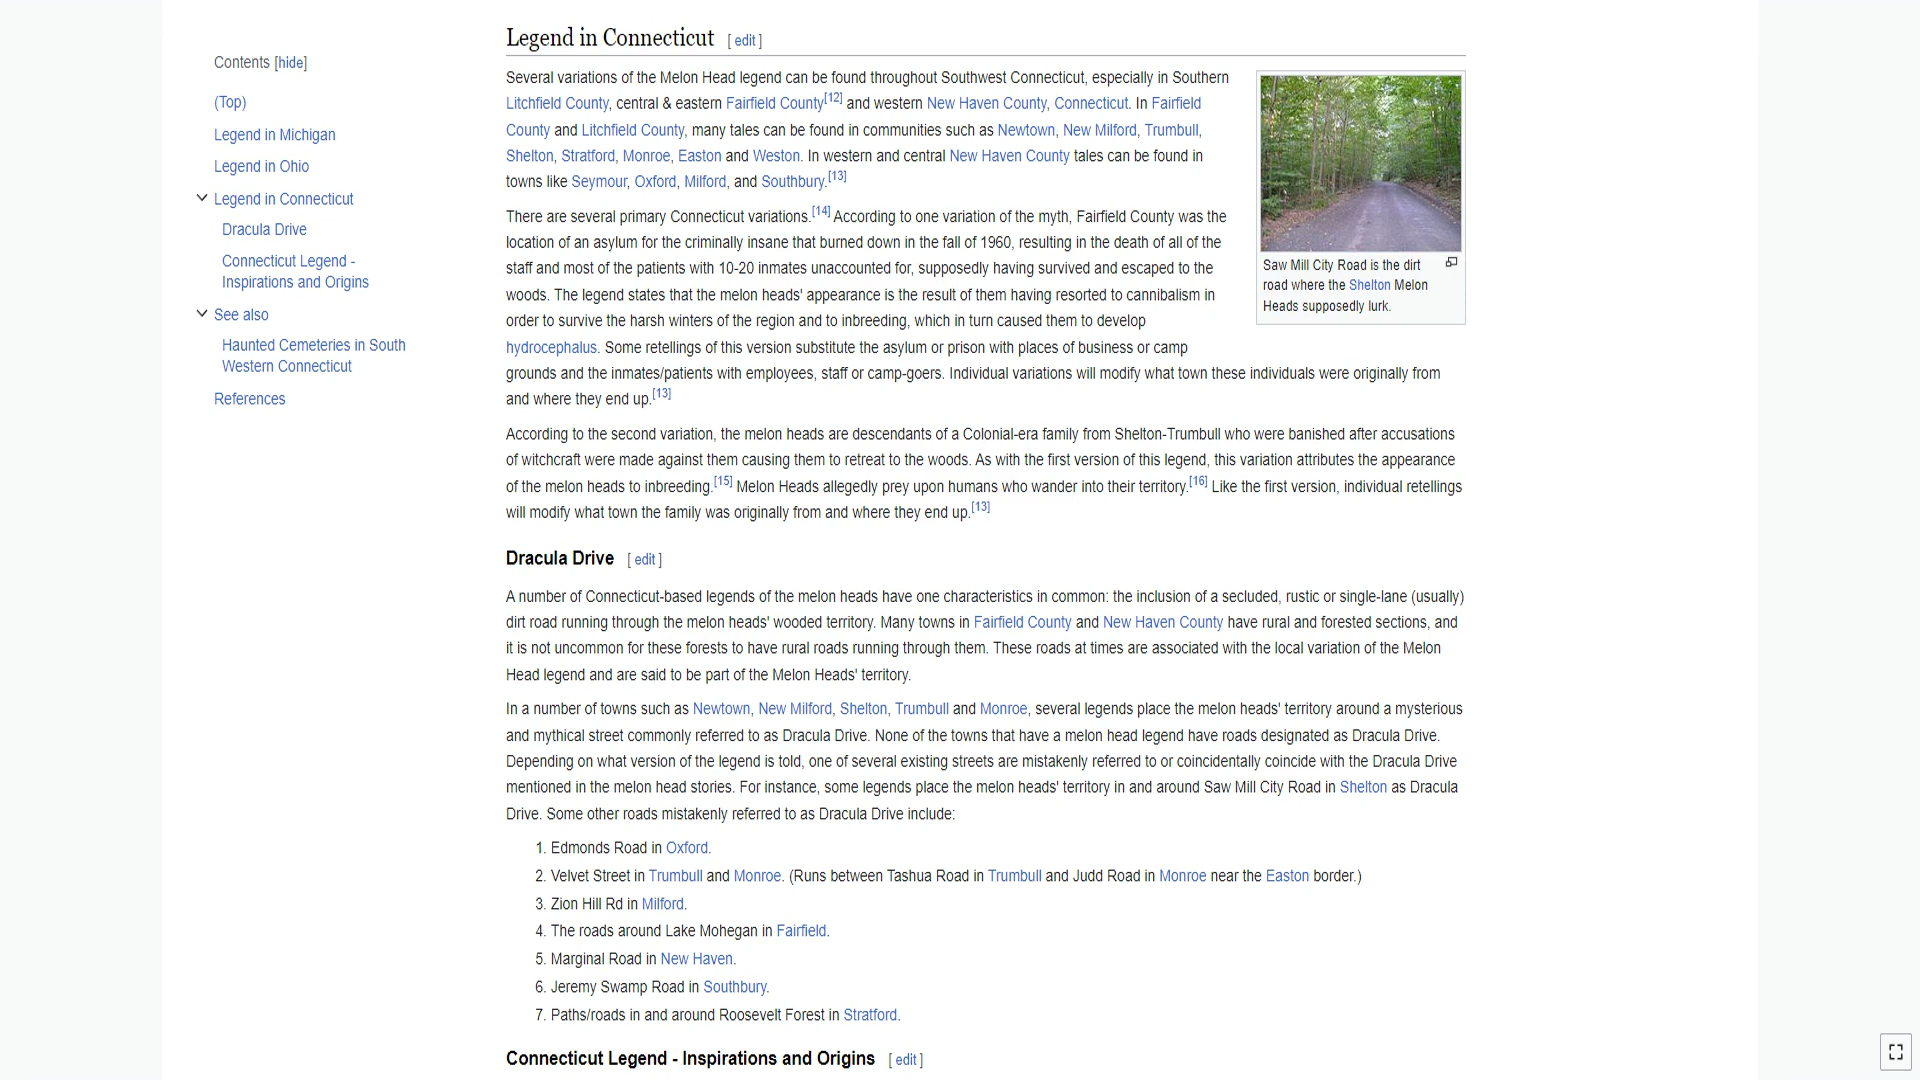 Contents [hide]
(Top)
Legend in Michigan
Legend in Ohio
Legend in Connecticut
Dracula Drive
Connecticut Legend -
Inspirations and Origins
See also
Haunted Cemeteries in South
Western Connecticut
References
Legend in Connecticut [ edit ]
Several variations of the Melon Head legend can be found throughout Southwest Connecticut, especially in Southern
Litchfield County, central & eastern Fairfield County[12] and western New Haven County, Connecticut. In Fairfield
County and Litchfield County, many tales can be found in communities such as Newtown, New Milford, Trumbull,
Shelton, Stratford, Monroe, Easton and Weston. In western and central New Haven County tales can be found in
towns like Seymour, Oxford, Milford, and Southbury.[13]
There are several primary Connecticut variations.[14] According to one variation of the myth, Fairfield County was the
location of an asylum for the criminally insane that burned down in the fall of 1960, resulting in the death of all of the
staff and most of the patients with 10-20 inmates unaccounted for, supposedly having survived and escaped to the
woods. The legend states that the melon heads' appearance is the result of them having resorted to cannibalism in
order to survive the harsh winters of the region and to inbreeding, which in turn caused them to develop
hydrocephalus. Some retellings of this version substitute the asylum or prison with places of business or camp
grounds and the inmates/patients with employees, staff or camp-goers. Individual variations will modify what town these individuals were originally from
and where they end up.[13]
Saw Mill City Road is the dirt
road where the Shelton Melon
Heads supposedly lurk.
According to the second variation, the melon heads are descendants of a Colonial-era family from Shelton-Trumbull who were banished after accusations
of witchcraft were made against them causing them to retreat to the woods. As with the first version of this legend, this variation attributes the appearance
of the melon heads to inbreeding.[15] Melon Heads allegedly prey upon humans who wander into their territory.[16] Like the first version, individual retellings
will modify what town the family was originally from and where they end up.[13]
Dracula Drive [ edit ]
A number of Connecticut-based legends of the melon heads have one characteristics in common: the inclusion of a secluded, rustic or single-lane (usually)
dirt road running through the melon heads' wooded territory. Many towns in Fairfield County and New Haven County have rural and forested sections, and
it is not uncommon for these forests to have rural roads running through them. These roads at times are associated with the local variation of the Melon
Head legend and are said to be part of the Melon Heads' territory.
In a number of towns such as Newtown, New Milford, Shelton, Trumbull and Monroe, several legends place the melon heads' territory around a mysterious
and mythical street commonly referred to as Dracula Drive. None of the towns that have a melon head legend have roads designated as Dracula Drive.
Depending on what version of the legend is told, one of several existing streets are mistakenly referred to or coincidentally coincide with the Dracula Drive
mentioned in the melon head stories. For instance, some legends place the melon heads' territory in and around Saw Mill City Road in Shelton as Dracula
Drive. Some other roads mistakenly referred to as Dracula Drive include:
1. Edmonds Road in Oxford.
2. Velvet Street in Trumbull and Monroe. (Runs between Tashua Road in Trumbull and Judd Road in Monroe near the Easton border.)
3. Zion Hill Rd in Milford.
4. The roads around Lake Mohegan in Fairfield.
5. Marginal Road in New Haven.
6. Jeremy Swamp Road in Southbury.
7. Paths/roads in and around Roosevelt Forest in Stratford.
Connecticut Legend - Inspirations and Origins [ edit ]